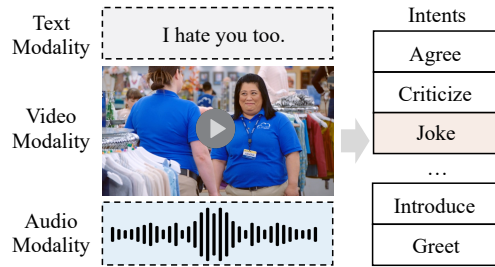 Text
Modality
I hate you too.
Video
Modality
Audio
Modality
Intents
Agree
Criticize
Joke
…
Introduce
Greet